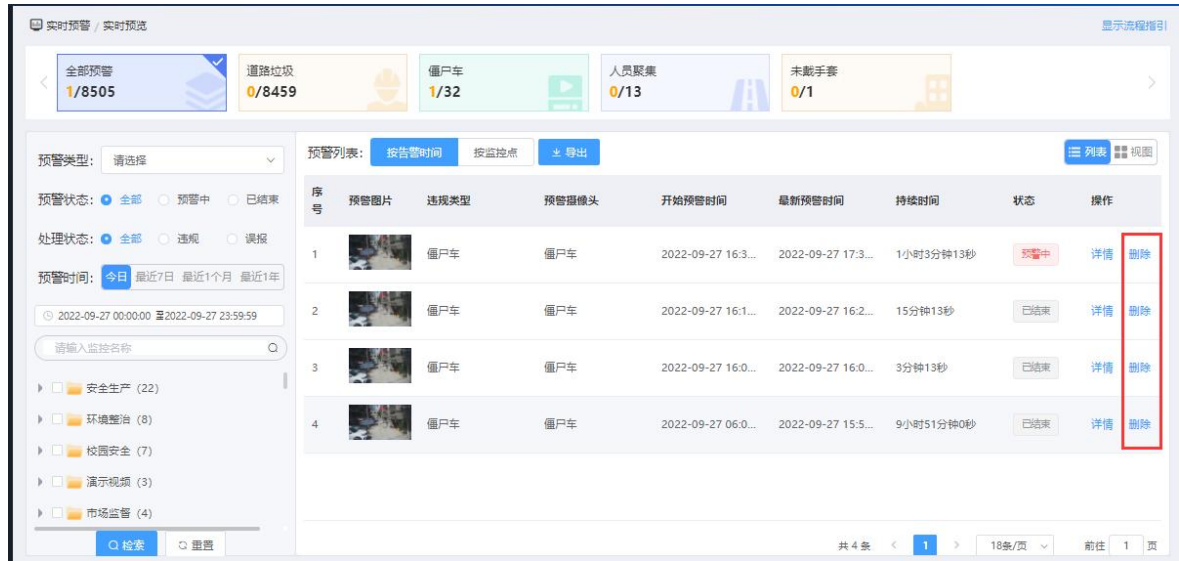 实时预警 / 实时预览
显示流程指引
全部预警
1/8505
道路垃圾
0/8459
僵尸车
1/32
人员聚集
0/13
未戴手套
0/1
预警类型： 请选择
预警状态： 全部 预警中 已结束
处理状态： 全部 违规 误报
预警时间： 今日 最近7日 最近1个月 最近1年
2022-09-27 00:00:00 至2022-09-27 23:59:59
请输入监控名称
安全生产 (22)
环境整治 (8)
校园安全 (7)
演示视频 (3)
市场监督 (4)
检索 重置
预警列表： 按告警时间 按监控点 导出 列表 视图
序号 预警图片 违规类型 预警摄像头 开始预警时间 最新预警时间 持续时间 状态 操作
1 僵尸车 僵尸车 2022-09-27 16:3... 2022-09-27 17:3... 1小时3分钟13秒 预警中 详情 删除
2 僵尸车 僵尸车 2022-09-27 16:1... 2022-09-27 16:2... 15分钟13秒 已结束 详情 删除
3 僵尸车 僵尸车 2022-09-27 16:0... 2022-09-27 16:0... 3分钟13秒 已结束 详情 删除
4 僵尸车 僵尸车 2022-09-27 06:0... 2022-09-27 15:5... 9小时51分钟0秒 已结束 详情 删除
共 4 条 1 18条/页 前往 1 页